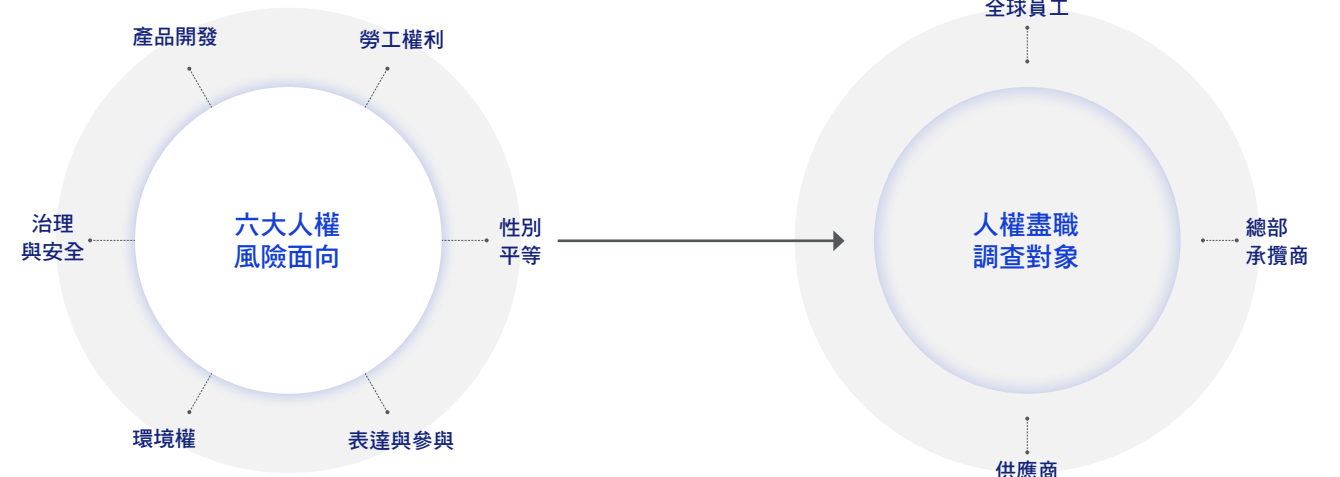 產品開發
勞工權利
治理
與安全
六大人權
風險面向
性別
平等
環境權
表達與參與
全球員工
人權盡職
調查對象
總部
承攬商
供應商